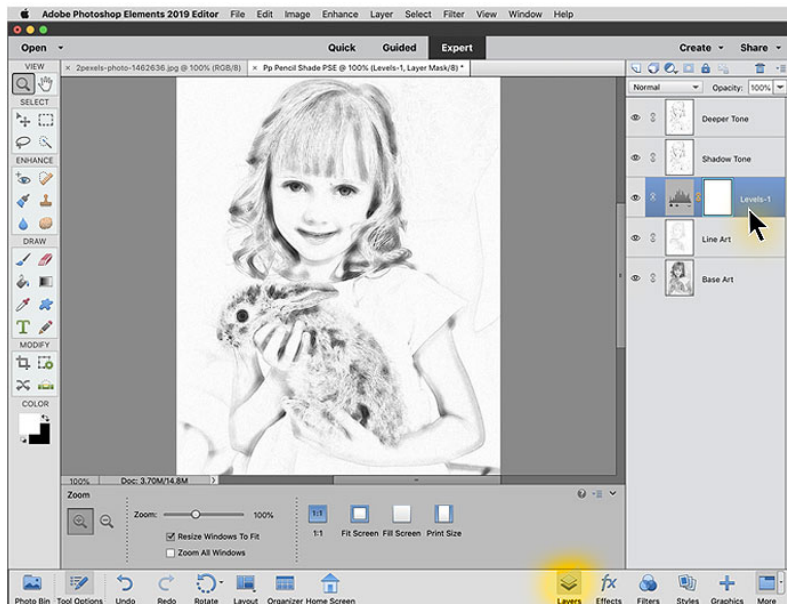 Adobe Photoshop Elements 2019 Editor File Edit Image Enhance Layer Select Filter View Window Help
Open Quick Guided Expert Create Share
VIEW
SELECT
ENHANCE
DRAW
MODIFY
COLOR
× 2pexels-photo-1462636.jpg @ 100% (RGB/8) × Pp Pencil Shade PSE @ 100% (Levels-1, Layer Mask/8) *
Normal Opacity: 100%
Deeper Tone
Shadow Tone
Levels-1
Line Art
Base Art
100% Doc: 3.70M/14.8M
Zoom
Zoom: 100%
Resize Windows To Fit
Zoom All Windows
1:1
1:1 Fit Screen Fill Screen Print Size
Photo Bin Tool Options Undo Redo Rotate Layout Organizer Home Screen Layers Effects Filters Styles Graphics More